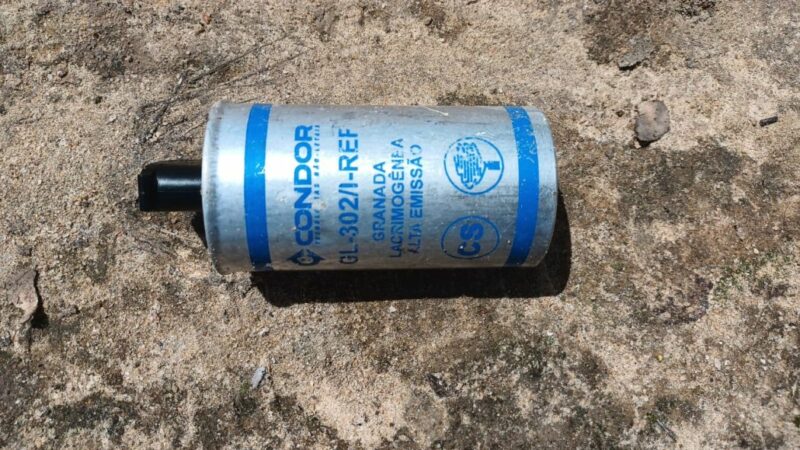 CONDOR
GL-302/I-REF
GRANADA
LACRIMOGÊNEA
ALTA EMISSÃO
CS